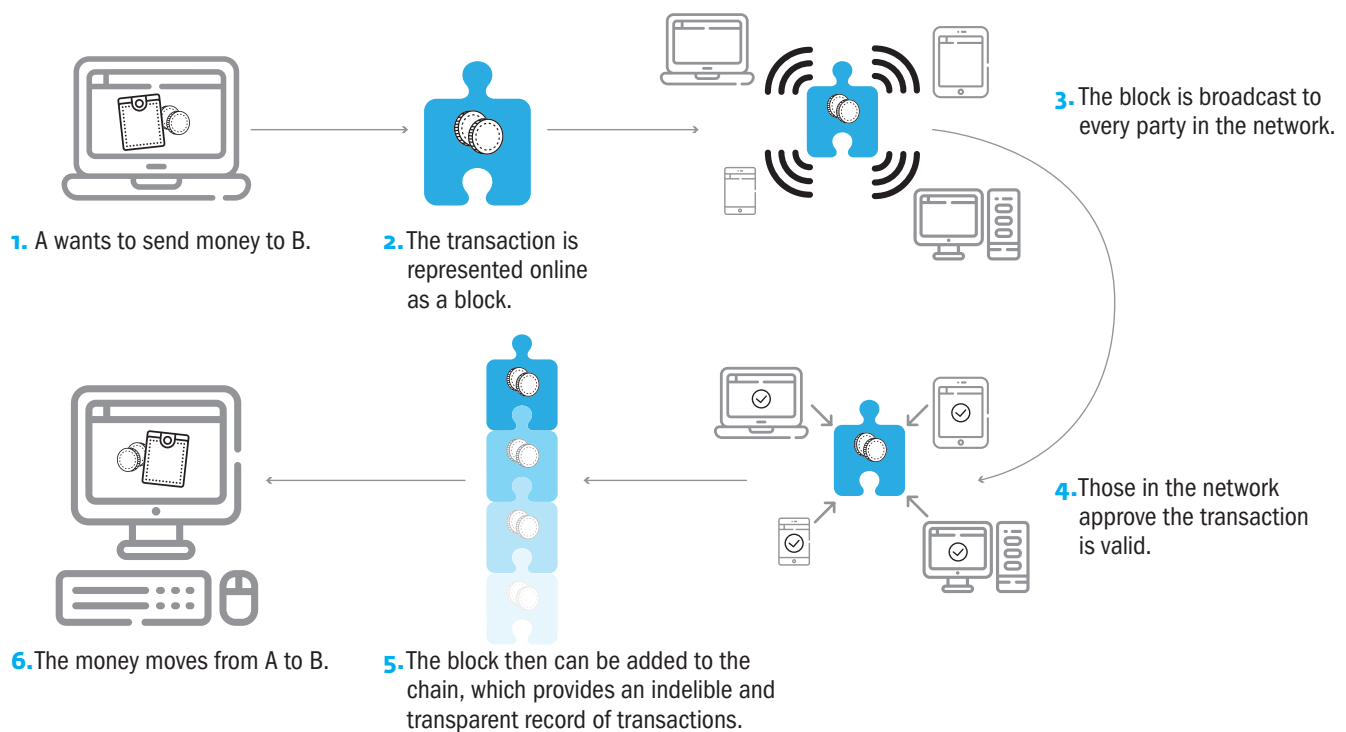 1. A wants to send money to B.
2. The transaction is
represented online
as a block.
3. The block is broadcast to
every party in the network.
4. Those in the network
approve the transaction
is valid.
5. The block then can be added to the
chain, which provides an indelible and
transparent record of transactions.
6. The money moves from A to B.